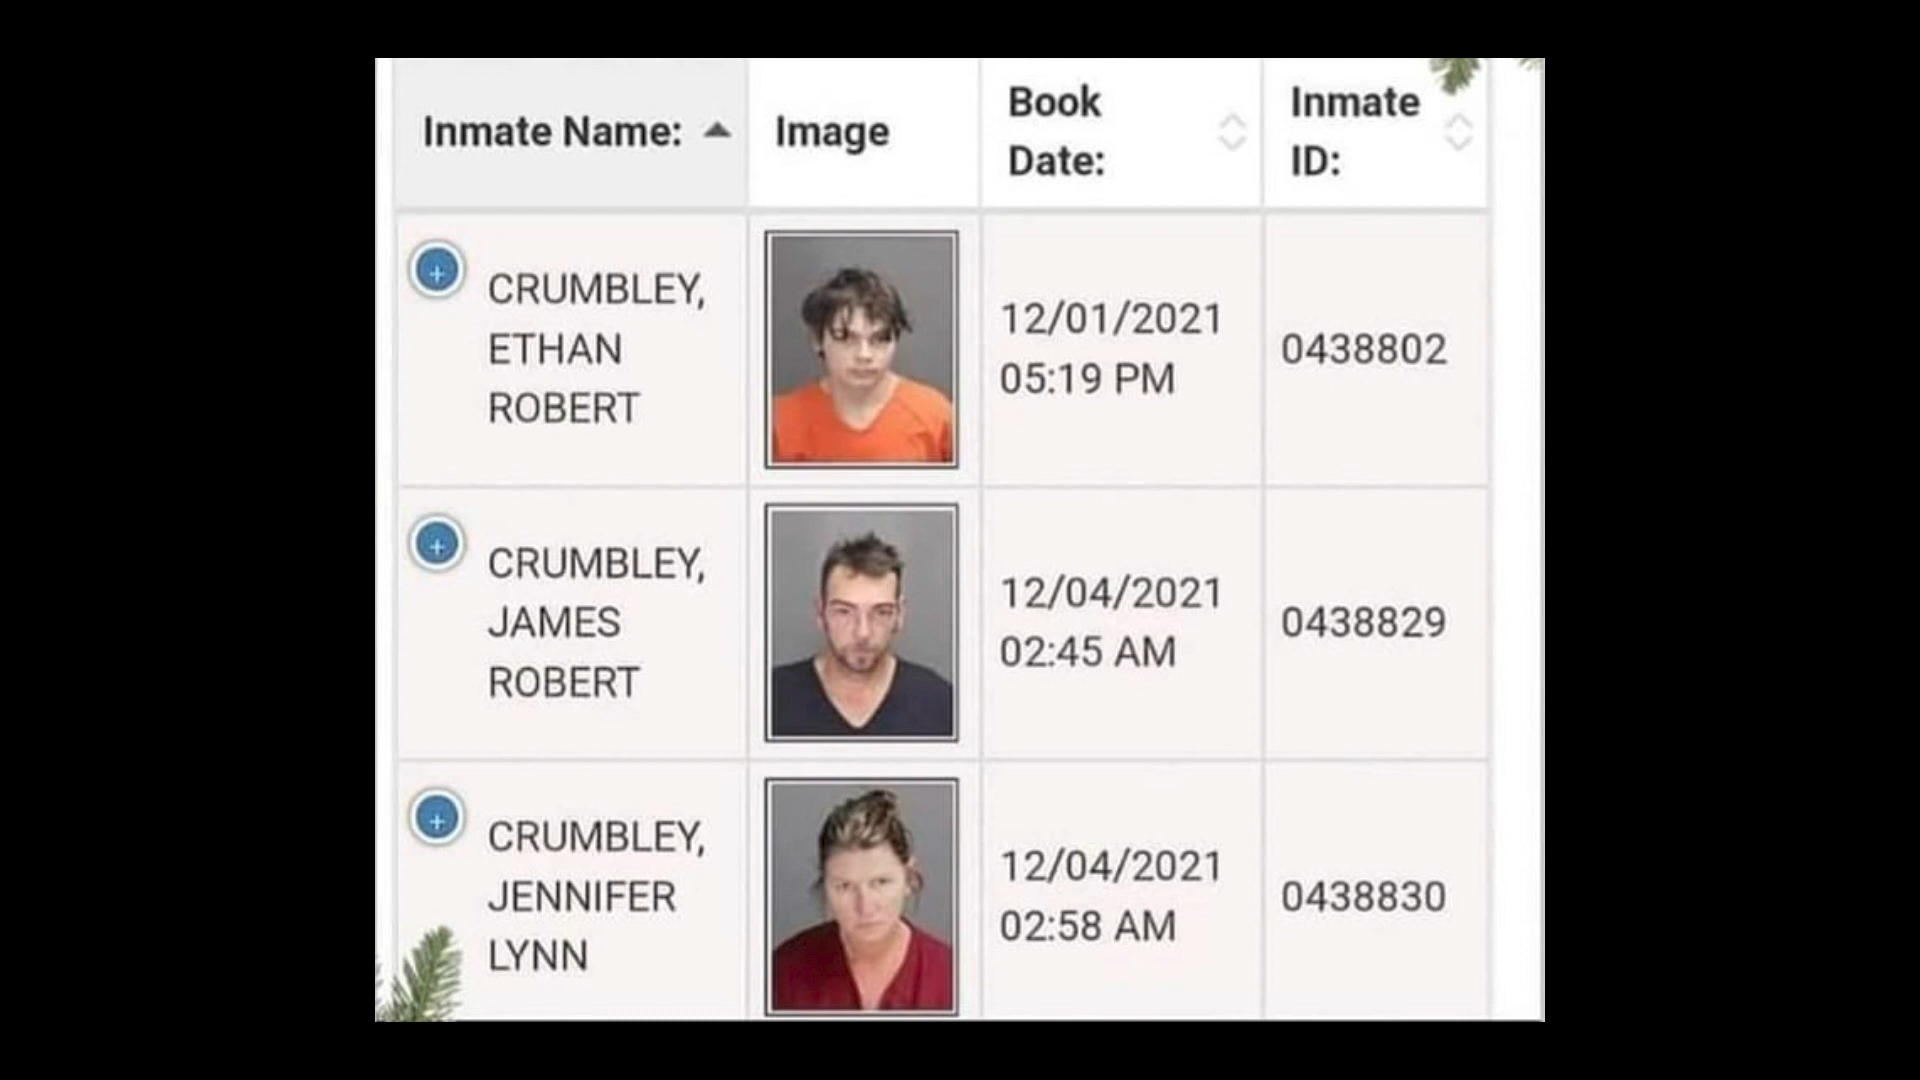 Inmate Name:
Image
Book
Date:
Inmate
ID:
CRUMBLEY,
ETHAN
ROBERT
12/01/2021
05:19 PM
0438802
CRUMBLEY,
JAMES
ROBERT
12/04/2021
02:45 AM
0438829
CRUMBLEY,
JENNIFER
LYNN
12/04/2021
02:58 AM
0438830